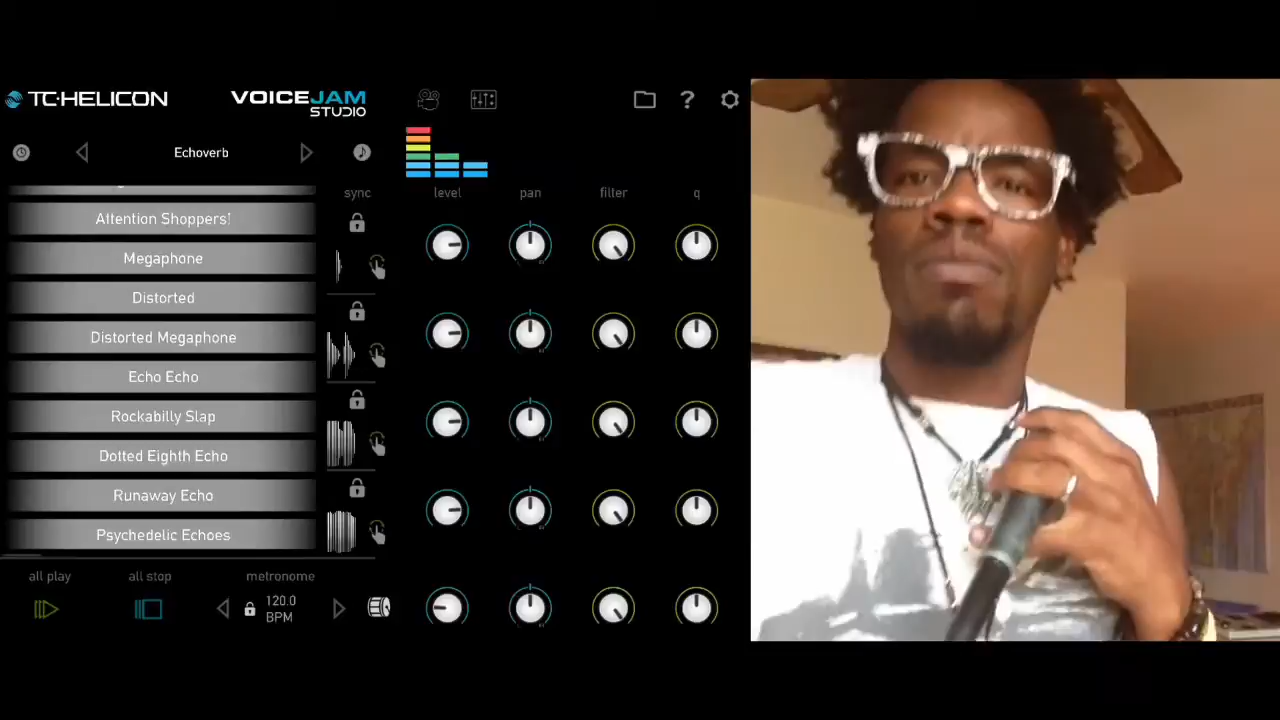 TC·HELICON
VOICEJAM
STUDIO
?
Echoverb
sync
level pan filter q
Attention Shoppers!
Megaphone
Distorted
Distorted Megaphone
Echo Echo
Rockabilly Slap
Dotted Eighth Echo
Runaway Echo
Psychedelic Echoes
all play all stop metronome
120.0
BPM